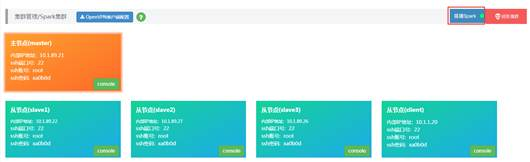 集群管理/Spark集群
OpenVPN客户端配置
?
搭建Spark
主节点(master)
内部IP地址: 10.1.89.21
ssh端口号: 22
ssh账号: root
ssh密码: xa0b0d
console
从节点(slave1)
内部IP地址: 10.1.89.22
ssh端口号: 22
ssh账号: root
ssh密码: xa0b0d
console
从节点(slave2)
内部IP地址: 10.1.89.27
ssh端口号: 22
ssh账号: root
ssh密码: xa0b0d
console
从节点(slave3)
内部IP地址: 10.1.89.26
ssh端口号: 22
ssh账号: root
ssh密码: xa0b0d
console
从节点(client)
内部IP地址: 10.1.1.20
ssh端口号: 22
ssh账号: root
ssh密码: xa0b0d
console